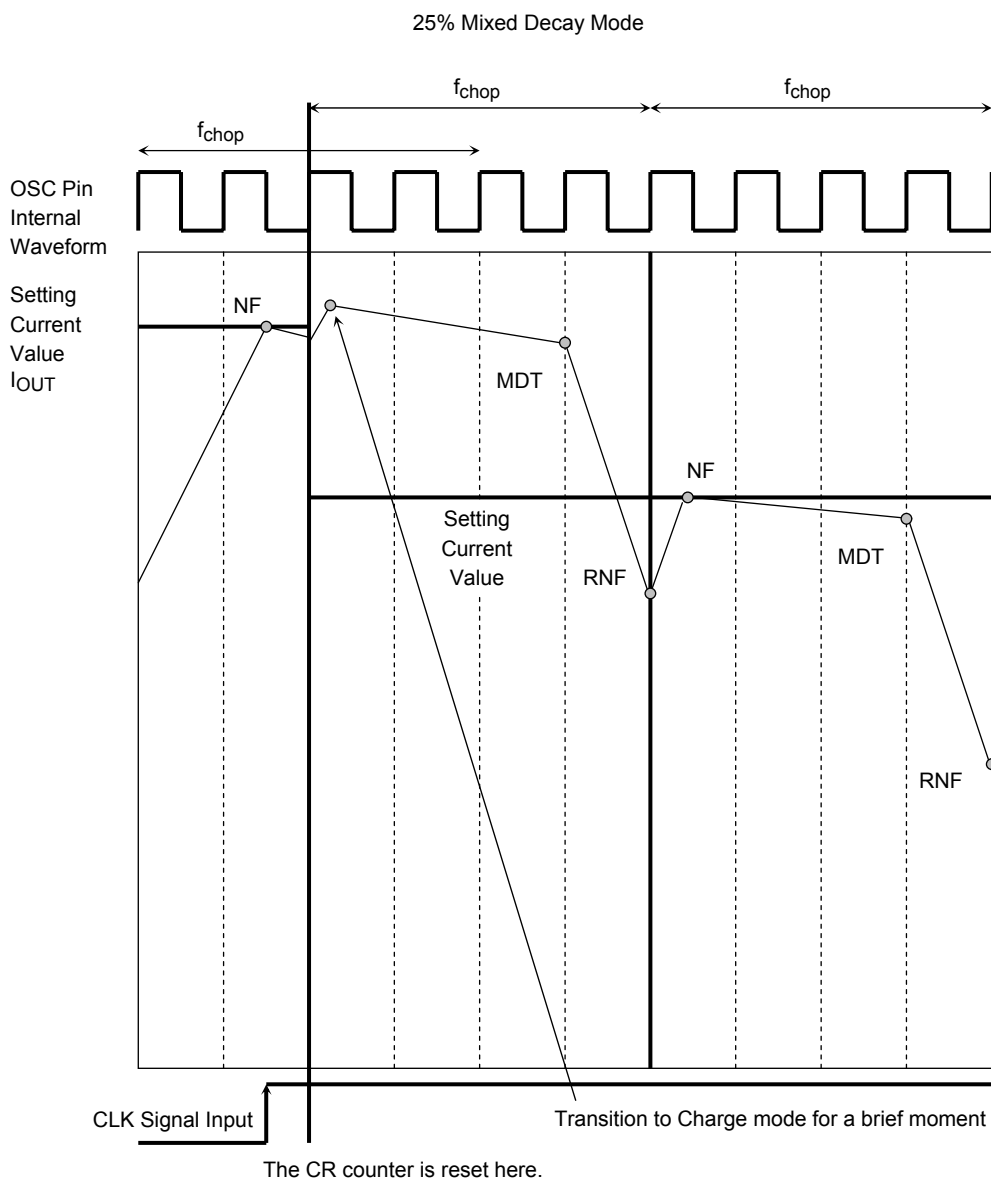 25% Mixed Decay Mode
fchop
fchop
fchop
OSC Pin
Internal
Waveform
Setting
Current
Value
IOUT
NF
MDT
NF
Setting
Current
Value
RNF
MDT
RNF
CLK Signal Input
Transition to Charge mode for a brief moment
The CR counter is reset here.